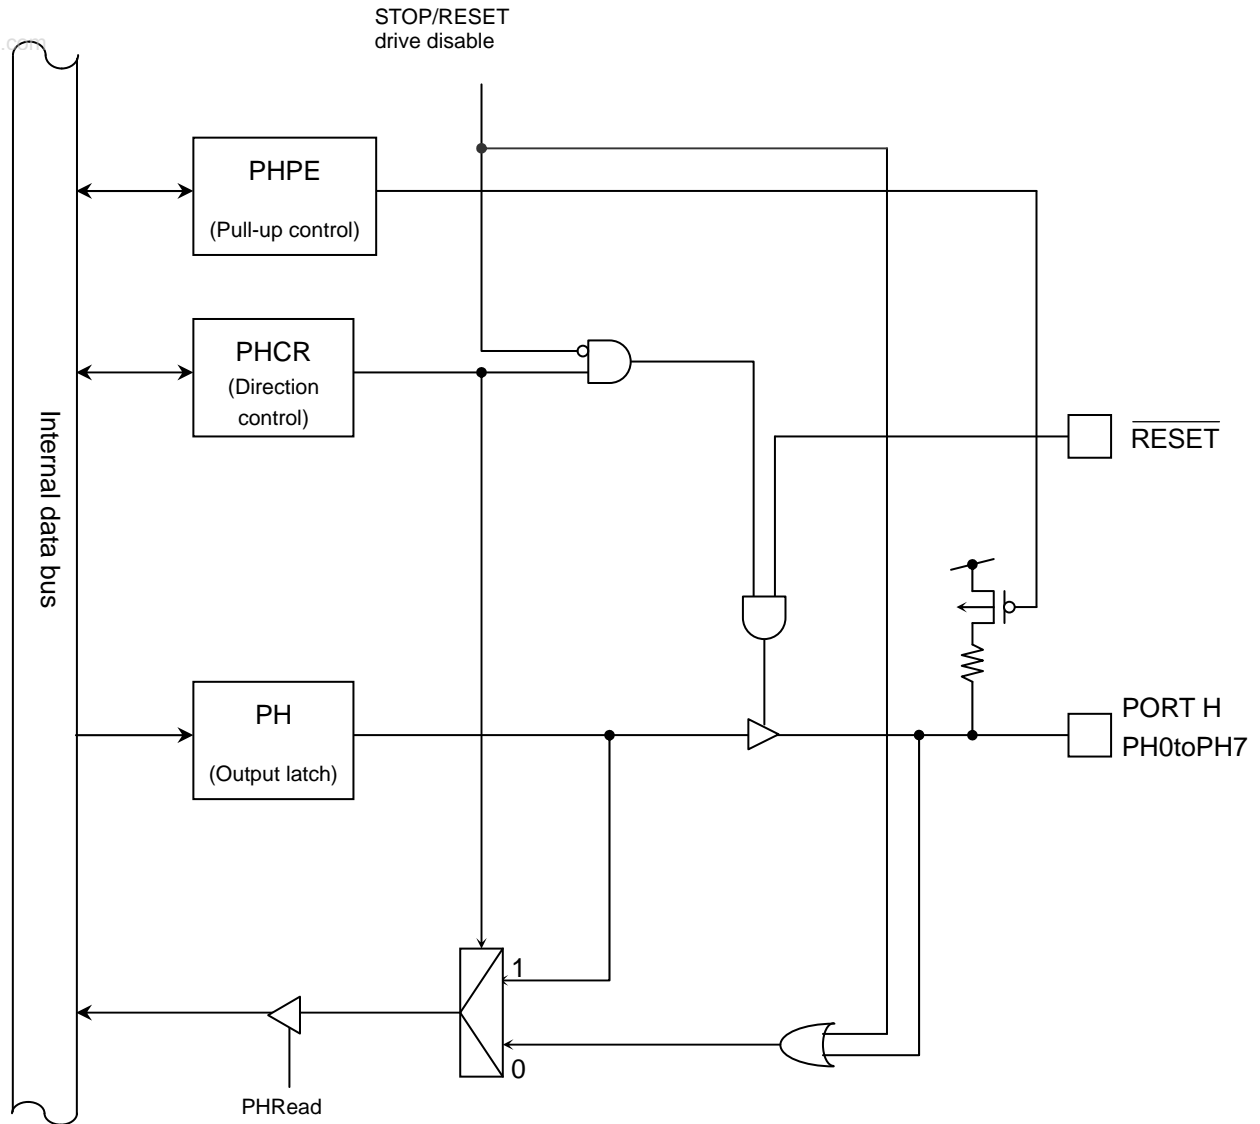 STOP/RESET
drive disable
.com
PHPE
(Pull-up control)
PHCR
(Direction
control)
Internal data bus
RESET
PH
(Output latch)
PORT H
PH0toPH7
1
0
PHRead